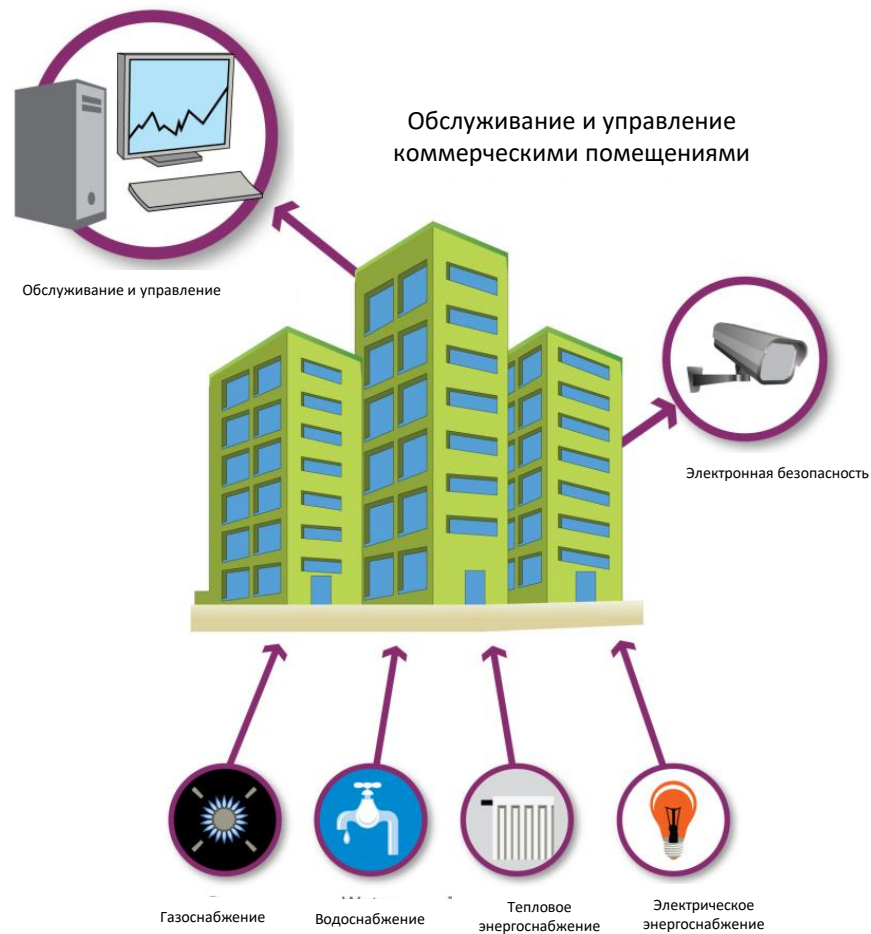 Обслуживание и управление
коммерческими помещениями
Обслуживание и управление
Электронная безопасность
Газоснабжение
Водоснабжение
Тепловое
энергоснабжение
Электрическое
энергоснабжение